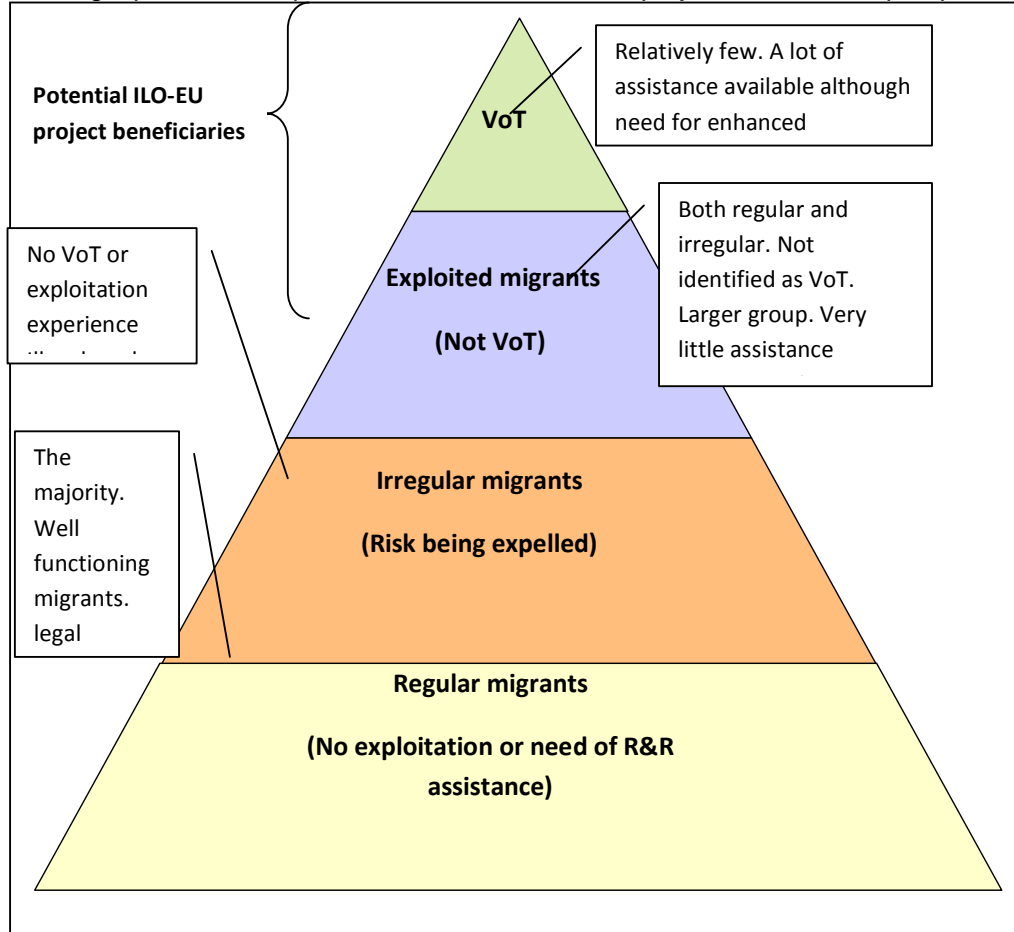 Potential ILO-EU
project beneficiaries
VoT
Relatively few. A lot of
assistance available although
need for enhanced
Exploited migrants
(Not VoT)
Both regular and
irregular. Not
identified as VoT.
Larger group. Very
little assistance
No VoT or
exploitation
experience
Irregular migrants
(Risk being expelled)
The
majority.
Well
functioning
migrants.
legal
Regular migrants
(No exploitation or need of R&R
assistance)